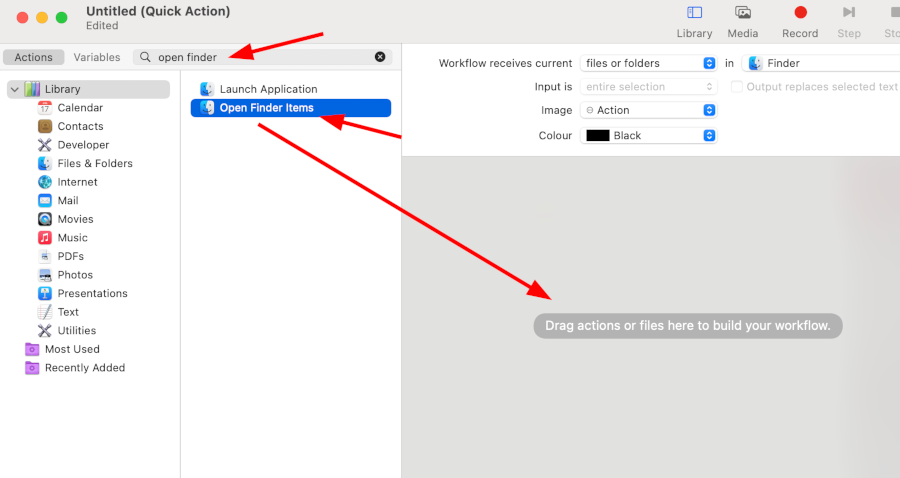 Untitled (Quick Action)
Edited
Library
Media
Record
Step
Actions
Variables
open finder
Library
Calendar
Contacts
Developer
Files & Folders
Internet
Mail
Movies
Music
PDFs
Photos
Presentations
Text
Utilities
Most Used
Recently Added
Launch Application
Open Finder Items
Workflow receives current files or folders in Finder
Input is entire selection Output replaces selected text
Image Action
Colour Black
Drag actions or files here to build your workflow.